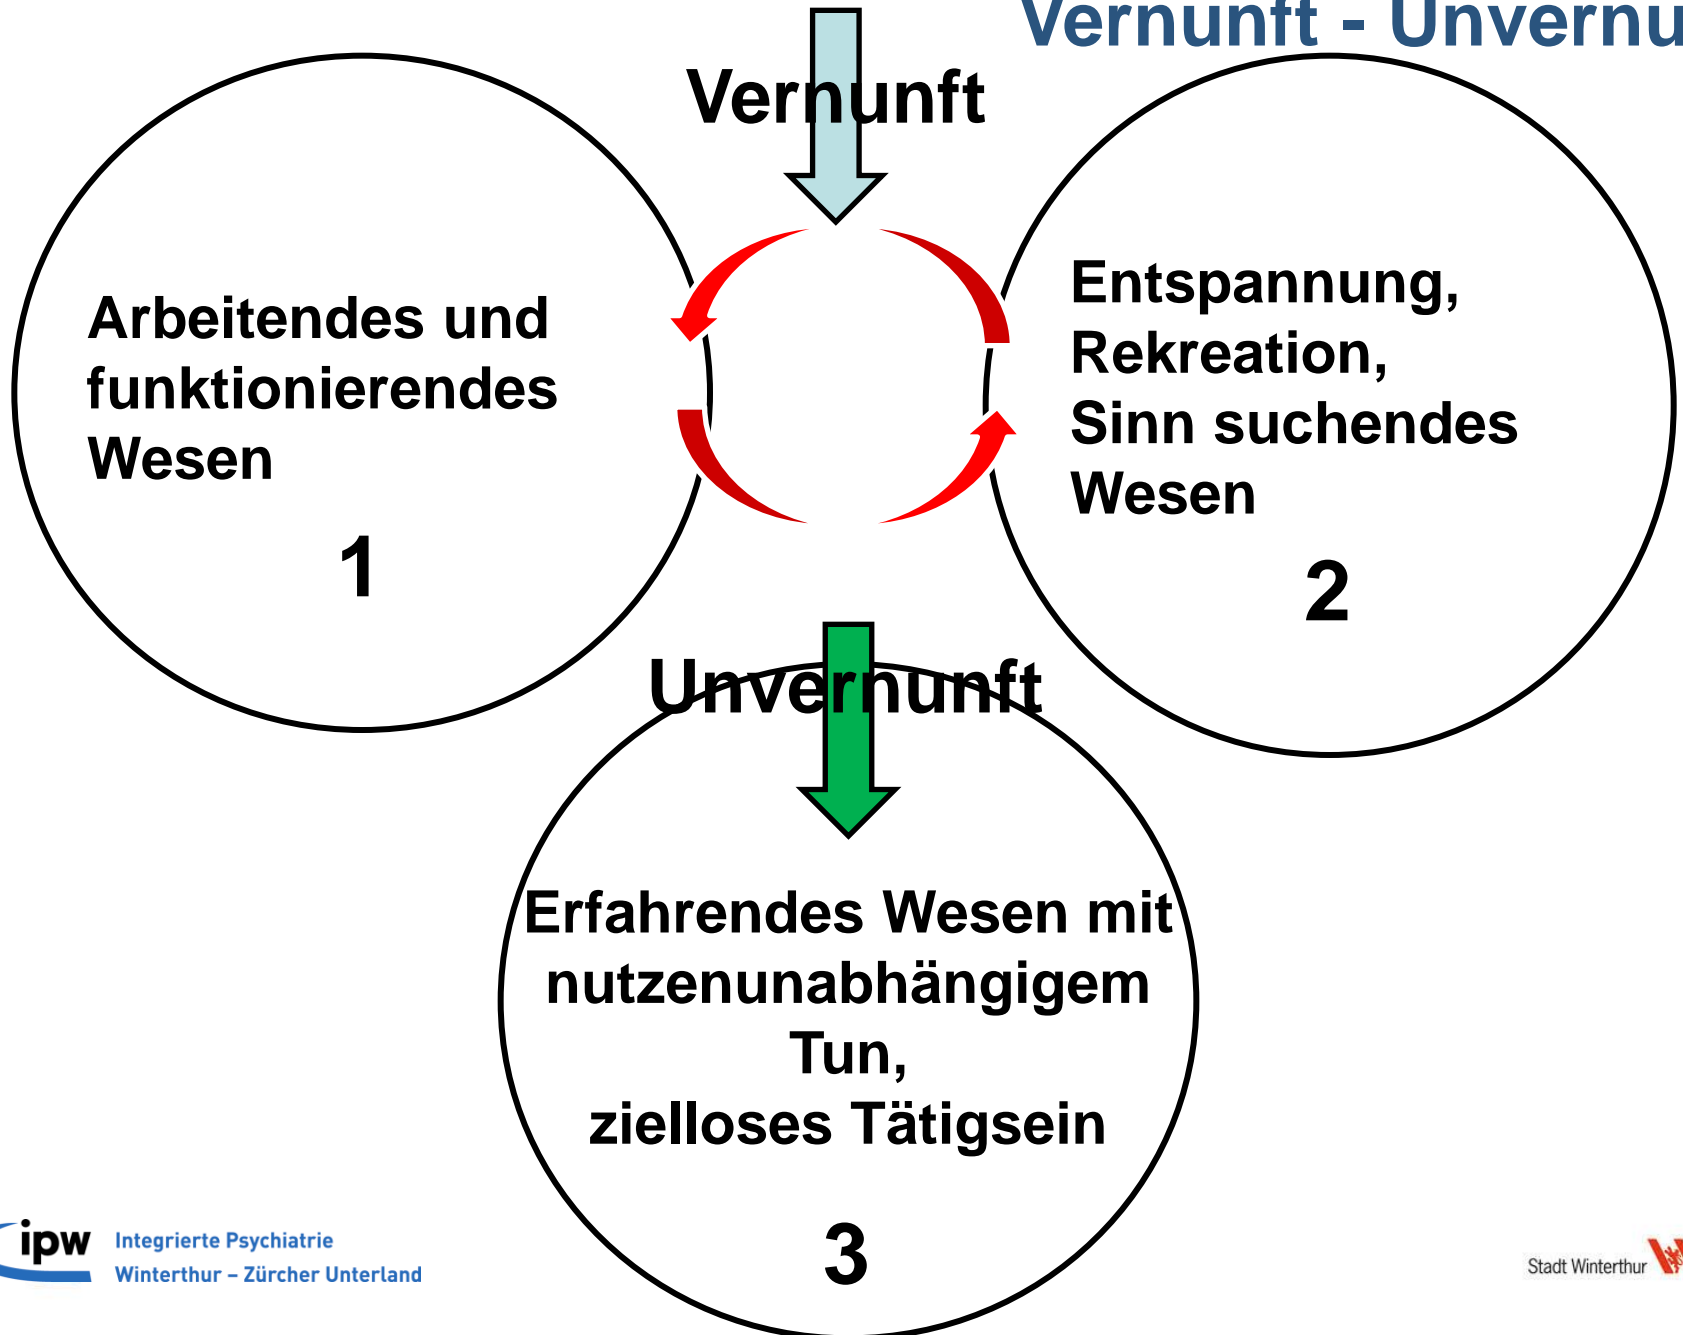 Vernunft - Unvernu
Vernunft
Arbeitendes und
funktionierendes
Wesen
1
Entspannung,
Rekreation,
Sinn suchendes
Wesen
2
Unvernunft
Erfahrendes Wesen mit
nutzenunabhängigem
Tun,
zielloses Tätigsein
3
ipw
Integrierte Psychiatrie
Winterthur – Zürcher Unterland
Stadt Winterthur